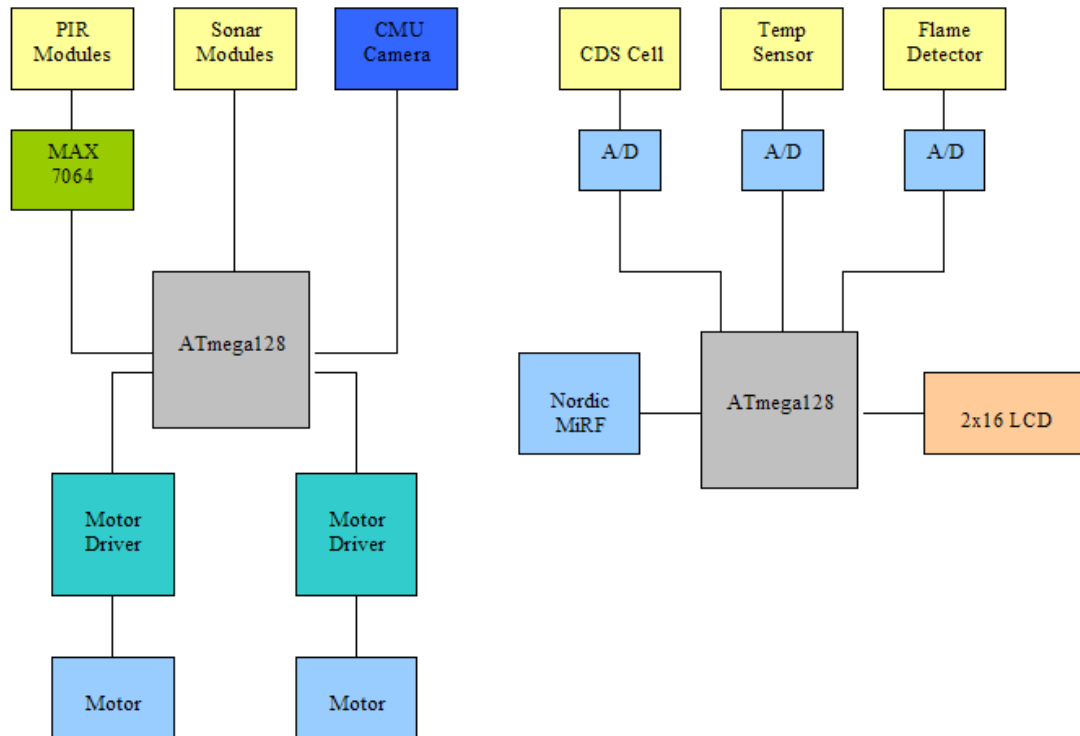 PIR
Modules
Sonar
Modules
CMU
Camera
MAX
7064
ATmega128
Motor
Driver
Motor
Driver
Motor
Motor
CDS Cell
Temp
Sensor
Flame
Detector
A/D
A/D
A/D
Nordic
MiRF
ATmega128
2x16 LCD